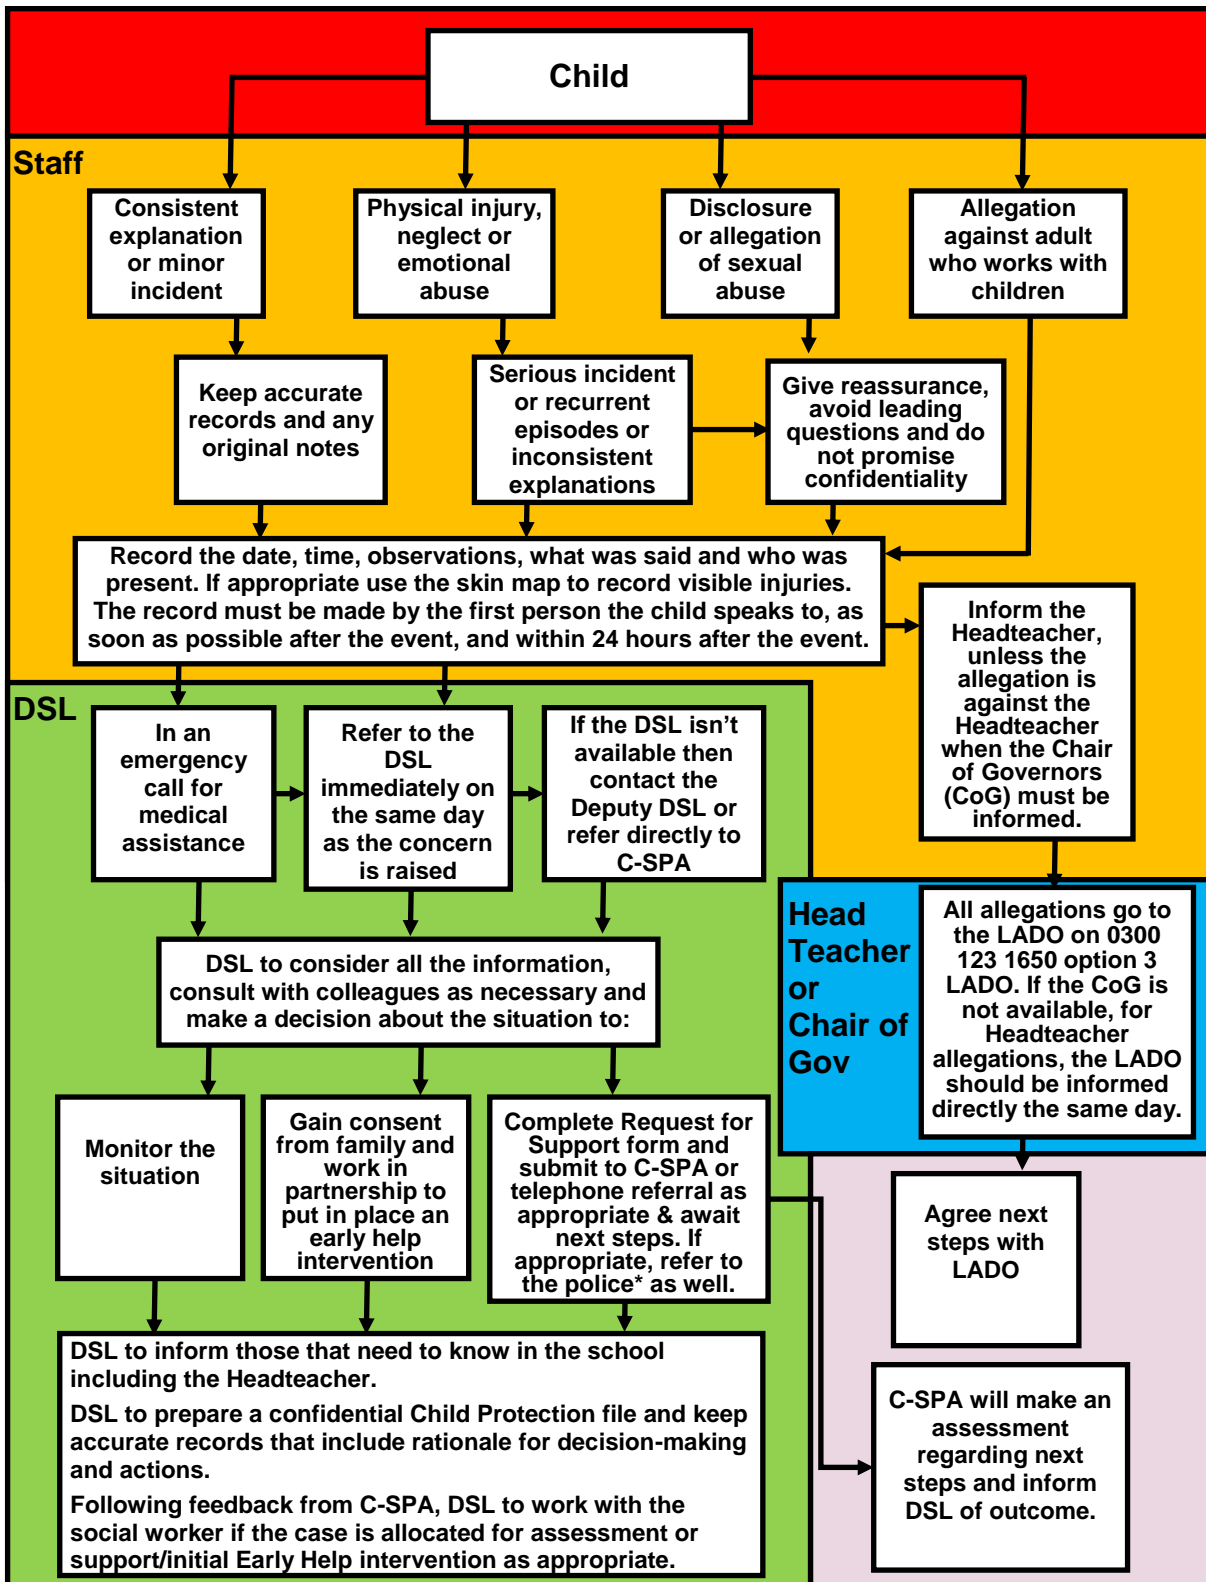 Child
Staff
Consistent
explanation
or minor
incident
Physical injury,
neglect or
emotional
abuse
Disclosure
or allegation
of sexual
abuse
Allegation
against adult
who works with
children
Keep accurate
records and any
original notes
Serious incident
or recurrent
episodes or
inconsistent
explanations
Give reassurance,
avoid leading
questions and do
not promise
confidentiality
Record the date, time, observations, what was said and who was
present. If appropriate use the skin map to record visible injuries.
The record must be made by the first person the child speaks to, as
soon as possible after the event, and within 24 hours after the event.
Inform the
Headteacher,
unless the
allegation is
against the
Headteacher
when the Chair
of Governors
(CoG) must be
informed.
DSL
In an
emergency
call for
medical
assistance
Refer to the
DSL
immediately on
the same day
as the concern
is raised
If the DSL isn’t
available then
contact the
Deputy DSL or
refer directly to
C-SPA
Head
Teacher
or
Chair of
Gov
All allegations go to
the LADO on 0300
123 1650 option 3
LADO. If the CoG is
not available, for
Headteacher
allegations, the LADO
should be informed
directly the same day.
DSL to consider all the information,
consult with colleagues as necessary and
make a decision about the situation to:
Monitor the
situation
Gain consent
from family and
work in
partnership to
put in place an
early help
intervention
Complete Request for
Support form and
submit to C-SPA or
telephone referral as
appropriate & await
next steps. If
appropriate, refer to
the police* as well.
Agree next
steps with
LADO
DSL to inform those that need to know in the school
including the Headteacher.
DSL to prepare a confidential Child Protection file and keep
accurate records that include rationale for decision-making
and actions.
Following feedback from C-SPA, DSL to work with the
social worker if the case is allocated for assessment or
support/initial Early Help intervention as appropriate.
C-SPA will make an
assessment
regarding next
steps and inform
DSL of outcome.